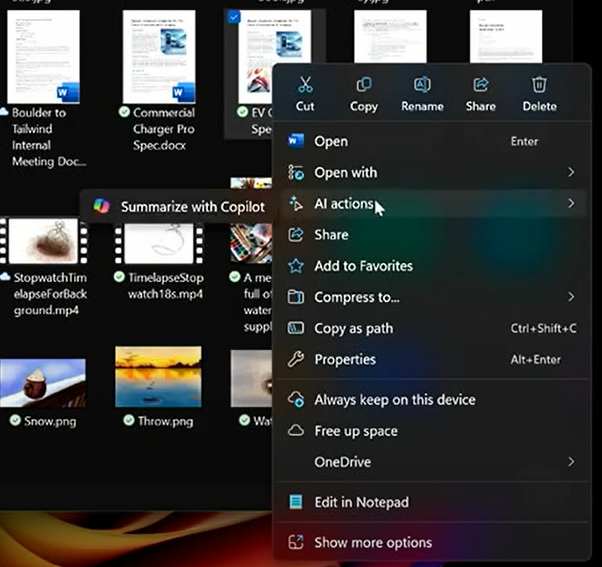 Cut
Copy
Rename
Share
Delete
Boulder to
Tailwind
Internal
Meeting Doc...
Commercial
Charger Pro
Spec.docx
EV
Spe
Open
Enter
Open with
Summarize with Copilot
AI actions
Share
Add to Favorites
Compress to...
Copy as path
Ctrl+Shift+C
Properties
Alt+Enter
Always keep on this device
Free up space
OneDrive
Edit in Notepad
Show more options
StopwatchTim
elapseForBack
ground.mp4
TimelapseStop
watch18s.mp4
A me
full of
water
suppl
Snow.png
Throw.png
Wat